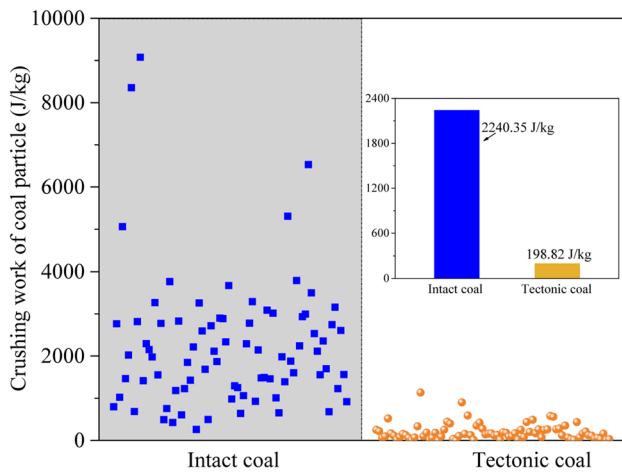 Crushing work of coal particle (J/kg)
10000
8000
6000
4000
2000
0
Intact coal
Tectonic coal
2400
1800
1200
600
0
2240.35 J/kg
198.82 J/kg
Intact coal
Tectonic coal